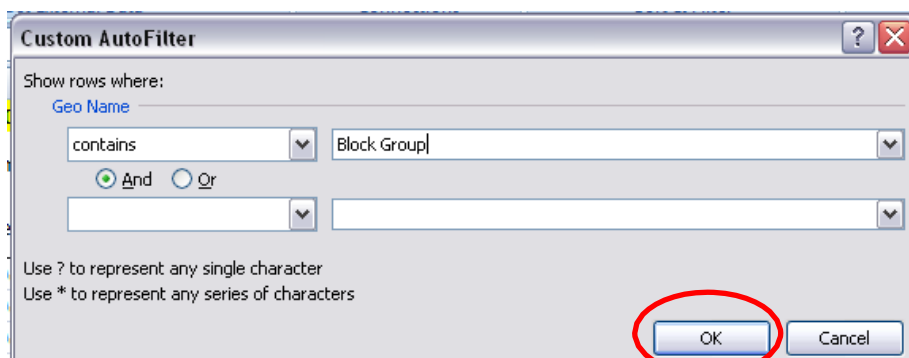 Custom AutoFilter
Show rows where:
Geo Name
contains Block Group
And Or
Use ? to represent any single character
Use * to represent any series of characters
OK Cancel